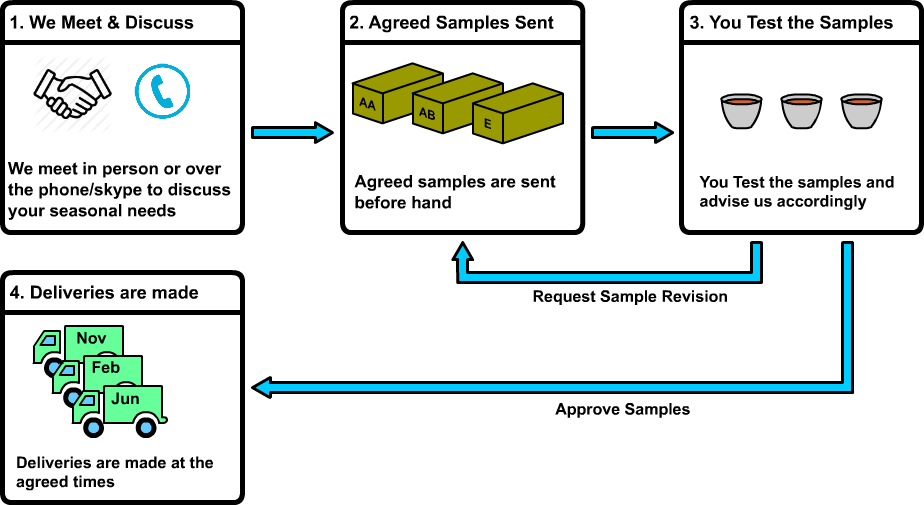 1. We Meet & Discuss
We meet in person or over
the phone/skype to discuss
your seasonal needs
2. Agreed Samples Sent
AA
AB
E
Agreed samples are sent
before hand
3. You Test the Samples
You Test the samples and
advise us accordingly
Request Sample Revision
Approve Samples
4. Deliveries are made
Nov
Feb
Jun
Deliveries are made at the
agreed times